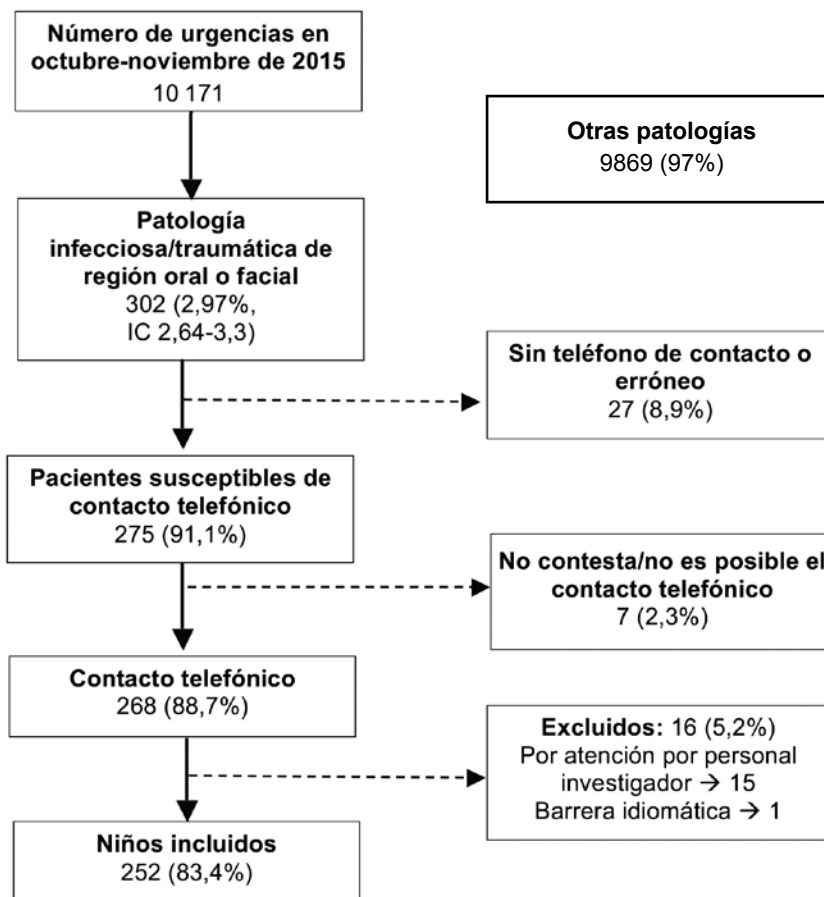 Número de urgencias en
octubre-noviembre de 2015
10 171
Otras patologías
9869 (97%)
Patología
infecciosa/traumática de
región oral o facial
302 (2,97%,
IC 2,64-3,3)
Sin teléfono de contacto o
erróneo
27 (8,9%)
Pacientes susceptibles de
contacto telefónico
275 (91,1%)
No contesta/no es posible el
contacto telefónico
7 (2,3%)
Contacto telefónico
268 (88,7%)
Excluidos: 16 (5,2%)
Por atención por personal
investigador → 15
Barrera idiomática → 1
Niños incluidos
252 (83,4%)